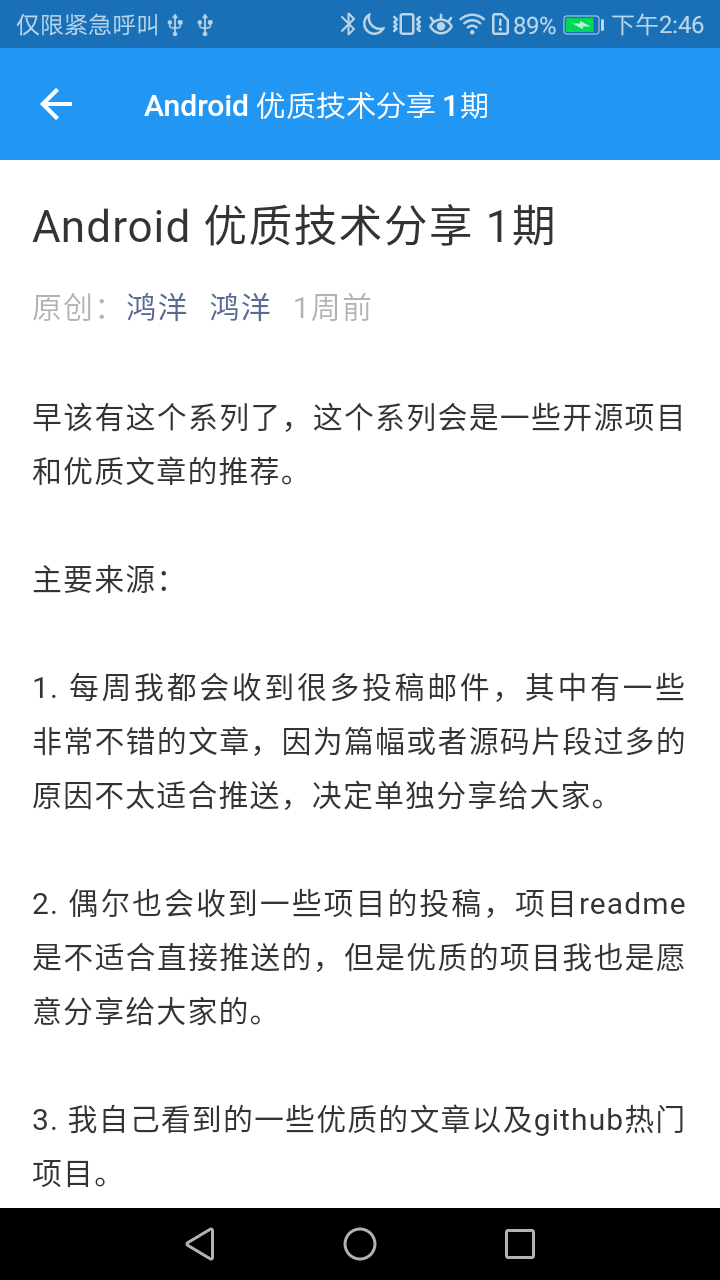 仅限紧急呼叫 89% 下午2:46
Android 优质技术分享 1期
Android 优质技术分享 1期
原创：鸿洋 鸿洋 1周前
早该有这个系列了，这个系列会是一些开源项目
和优质文章的推荐。
主要来源：
1. 每周我都会收到很多投稿邮件，其中有一些
非常不错的文章，因为篇幅或者源码片段过多的
原因不太适合推送，决定单独分享给大家。
2. 偶尔也会收到一些项目的投稿，项目readme
是不适合直接推送的，但是优质的项目我也是愿
意分享给大家的。
3. 我自己看到的一些优质的文章以及github热门
项目。